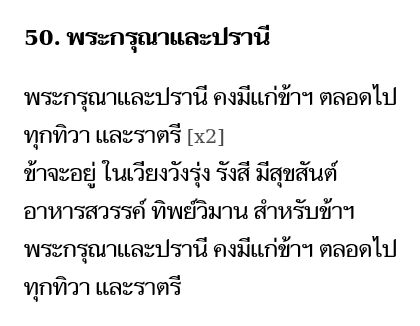 50. พระกรุณาและปรานี
พระกรุณาและปรานี คงมีแก่ข้าฯ ตลอดไป
ทุกทิวา และราตรี [x2]
ข้าจะอยู่ ในเวียงวังรุ่ง รังสี มีสุขสันต์
อาหารสวรรค์ ทิพย์วิมาน สำหรับข้าฯ
พระกรุณาและปรานี คงมีแก่ข้าฯ ตลอดไป
ทุกทิวา และราตรี